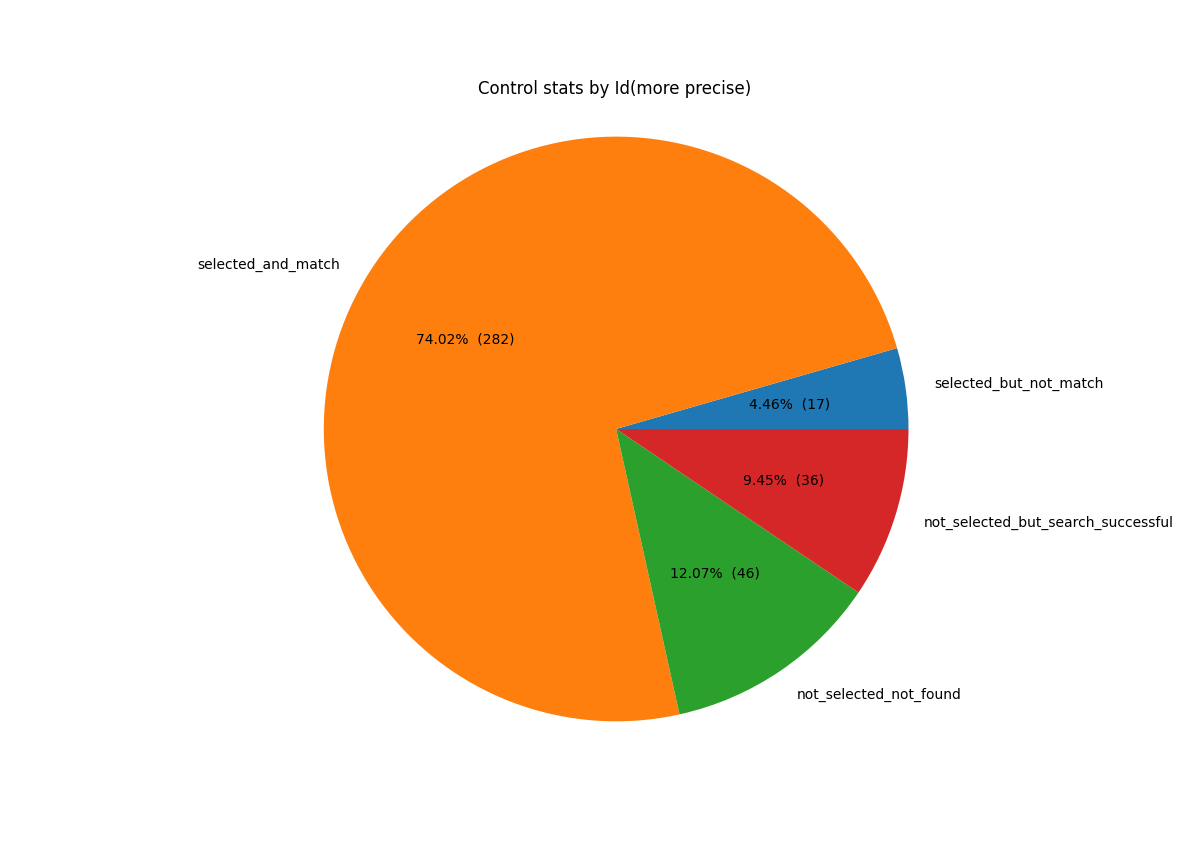 Control stats by Id(more precise)
selected_and_match
74.02%  (282)
selected_but_not_match
4.46%  (17)
9.45%  (36)
not_selected_but_search_successful
12.07%  (46)
not_selected_not_found